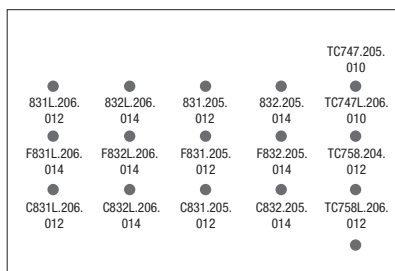 TC747.205.
010
831L.206. 832L.206. 831.205. 832.205. TC747L.206.
012 014 012 014 010
F831L.206. F832L.206. F831.205. F832.205. TC758.204.
014 014 012 014 012
C831L.206. C832L.206. C831.205. C832.205. TC758L.206.
012 014 012 014 012